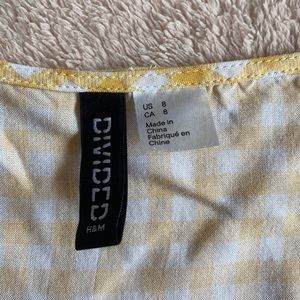 DIVIDED
H&M
US 8
CA 8
Made in
China
Fabriqué en
Chine